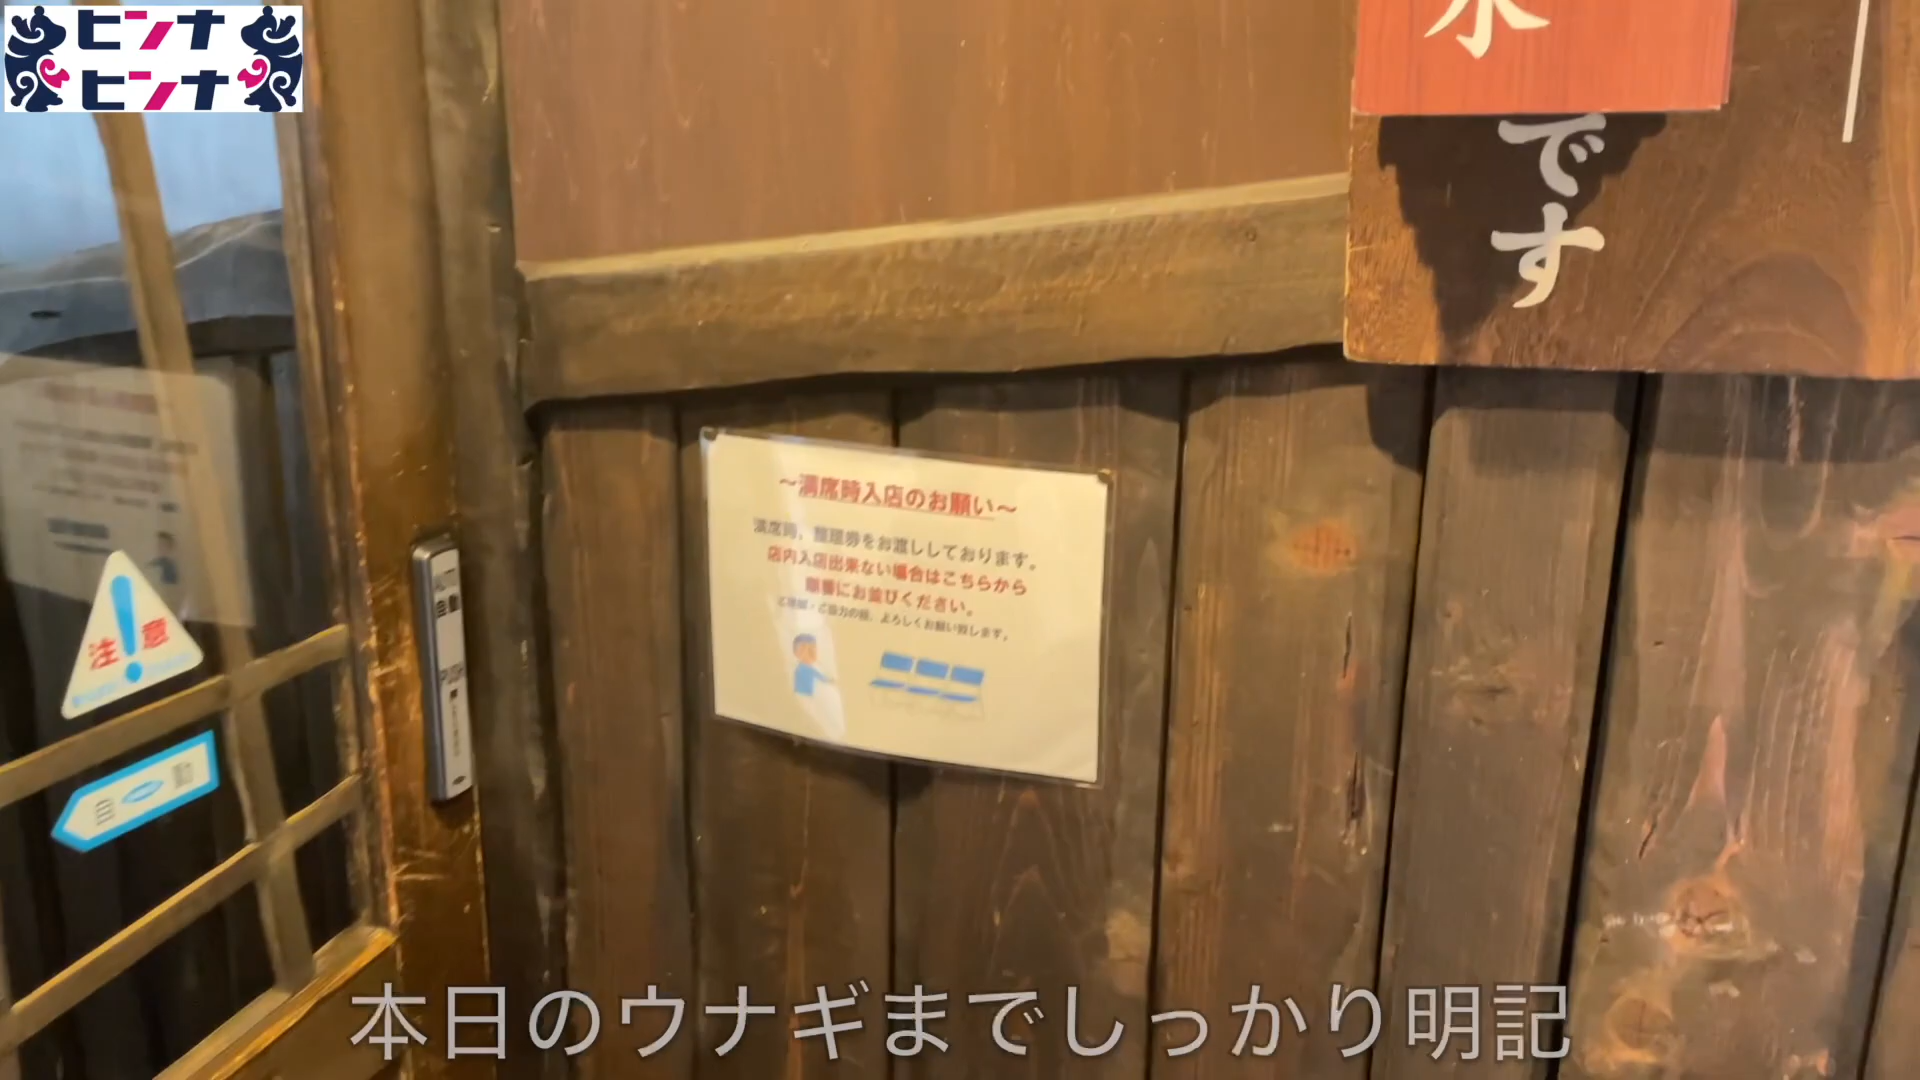 ヒンナ
ヒンナ
水
です
~満席時入店のお願い~
満席時、整理券をお渡ししております。
店内入店出来ない場合はこちらから
順番にお並びください。
ご理解・ご協力の程、よろしくお願い致します。
AUTO
自動
PUSH
注意
本日のウナギまでしっかり明記